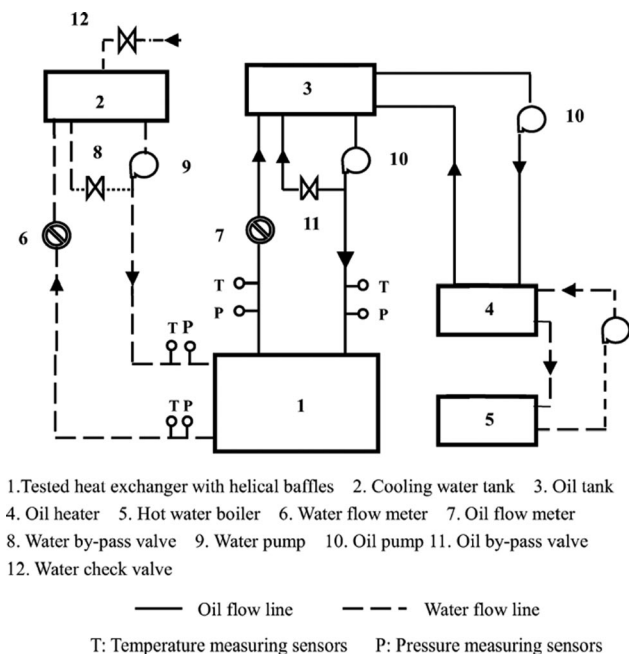 12
2
3
10
8
9
10
6
7
11
T
T
P
P
4
T P
T P
1
5
1.Tested heat exchanger with helical baffles 2. Cooling water tank 3. Oil tank
4. Oil heater 5. Hot water boiler 6. Water flow meter 7. Oil flow meter
8. Water by-pass valve 9. Water pump 10. Oil pump 11. Oil by-pass valve
12. Water check valve
Oil flow line Water flow line
T: Temperature measuring sensors P: Pressure measuring sensors